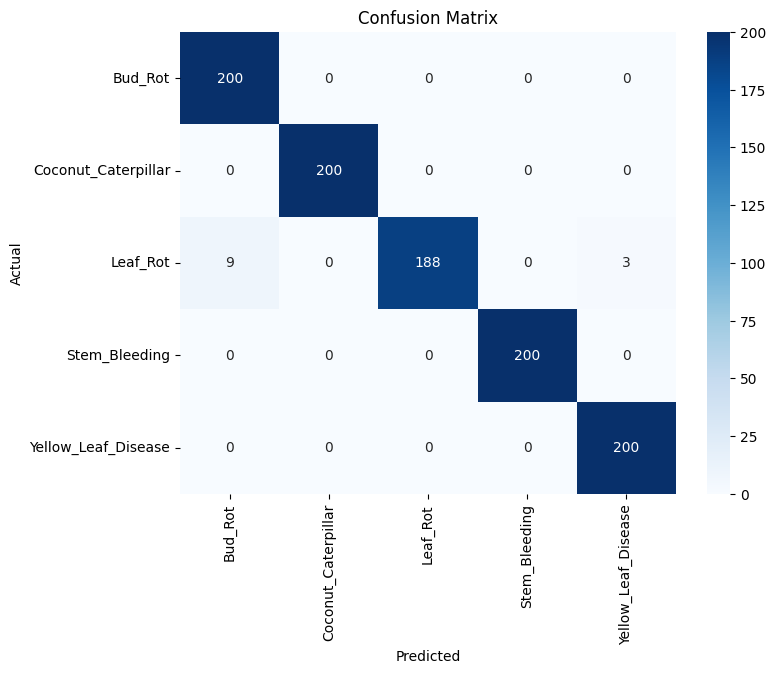 Confusion Matrix
Actual
Bud_Rot 200 0 0 0 0
Coconut_Caterpillar 0 200 0 0 0
Leaf_Rot 9 0 188 0 3
Stem_Bleeding 0 0 0 200 0
Yellow_Leaf_Disease 0 0 0 0 200
Bud_Rot Coconut_Caterpillar Leaf_Rot Stem_Bleeding Yellow_Leaf_Disease
Predicted
200
175
150
125
100
75
50
25
0